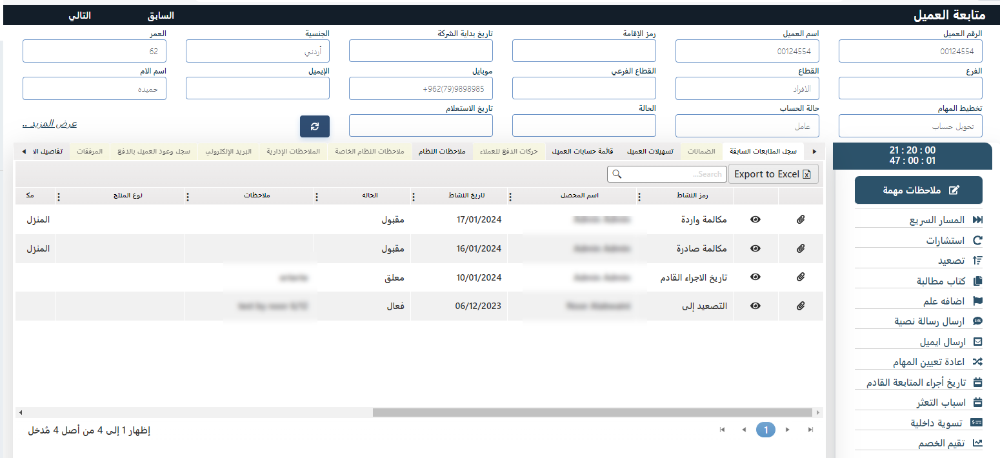 متابعة العميل السابق التالي
الرقم العميل اسم العميل رمز الإقامة تاريخ بداية الشركة الجنسية العمر
00124554 00124554 أردني 62
الفرع القطاع القطاع الفرعي موبايل الإيميل اسم الام
الافراد +962(79)9898985 حميده
تخطيط المهام حالة الحساب الحالة تاريخ الاستعلام
تحويل حساب عامل عرض المزيد ..
21 : 20 : 00
47 : 00 : 01
ملاحظات مهمة
المسار السريع
استشارات
تصعيد
كتاب مطالبة
اضافه علم
ارسال رسالة نصية
ارسال ايميل
اعادة تعيين المهام
تاريخ أجراء المتابعة القادم
اسباب التعثر
تسوية داخلية
تقيم الخصم
سجل المتابعات السابقة الضمانات تسهيلات العميل قائمة حسابات العميل حركات الدفع للعملاء ملاحظات النظام ملاحظات النظام الخاصة الملاحظات الإدارية البريد الإلكتروني سجل وعود العميل بالدفع المرفقات تفاصيل الا
Export to Excel Search...
رمز النشاط اسم المحصل تاريخ النشاط الحاله ملاحظات نوع المنتج مك
مكالمة واردة 17/01/2024 مقبول المنزل
مكالمة صادرة 16/01/2024 مقبول المنزل
تاريخ الاجراء القادم 10/01/2024 معلق
التصعيد إلى 06/12/2023 فعال
1
إظهار 1 إلى 4 من أصل 4 مُدخل